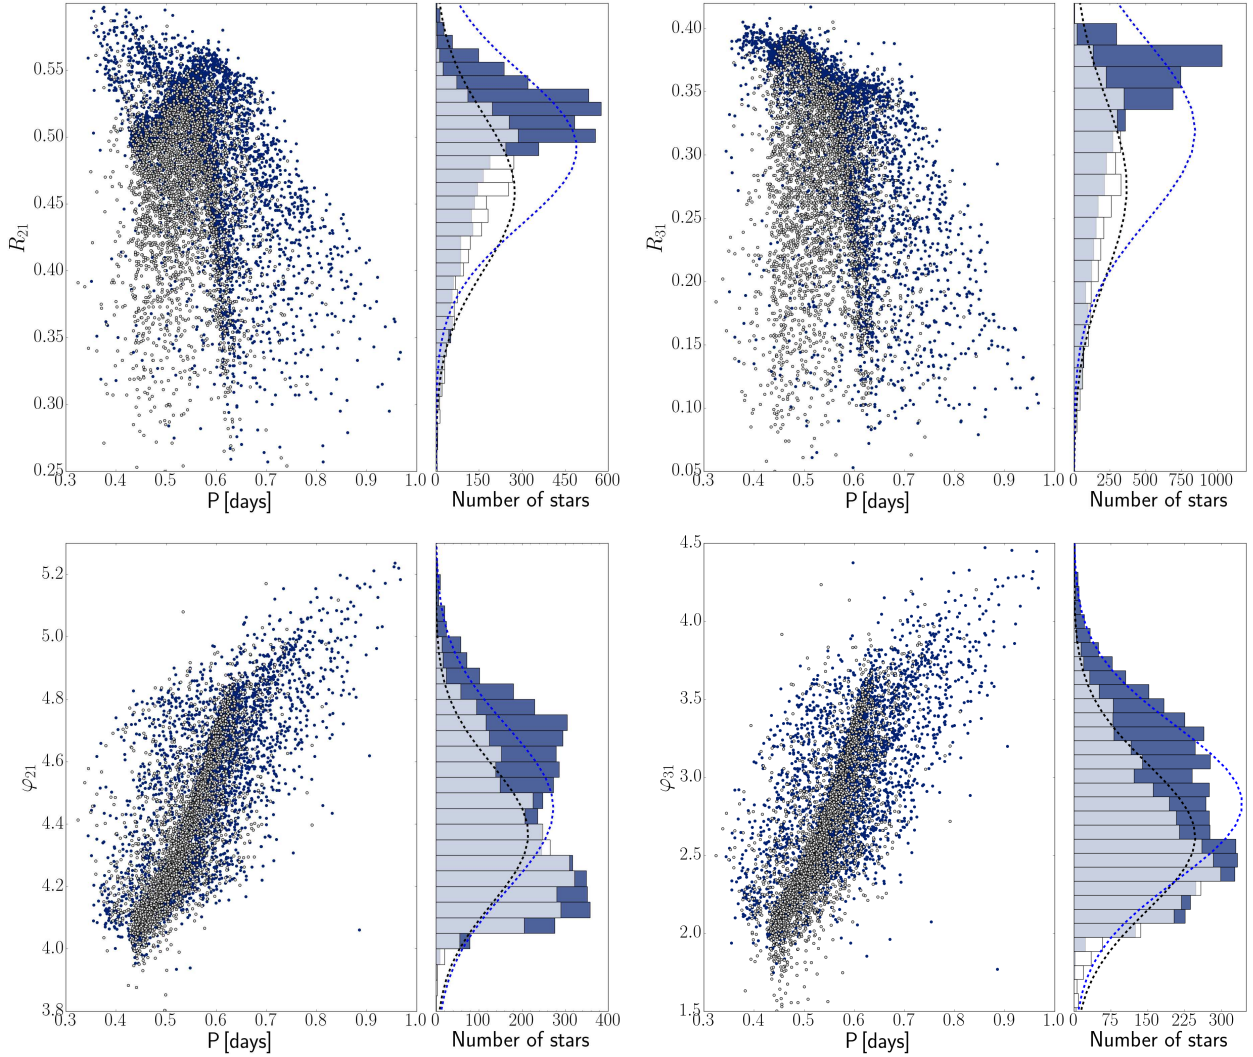 0.55
0.50
0.45
0.40
0.35
0.30
0.25
R21
0.3 0.4 0.5 0.6 0.7 0.8 0.9 1.0
P [days]
0 150 300 450 600
Number of stars
0.40
0.35
0.30
0.25
0.20
0.15
0.10
0.05
R31
0.3 0.4 0.5 0.6 0.7 0.8 0.9 1.0
P [days]
0 250 500 750 1000
Number of stars
5.2
5.0
4.8
4.6
4.4
4.2
4.0
3.8
φ21
0.3 0.4 0.5 0.6 0.7 0.8 0.9 1.0
P [days]
0 100 200 300 400
Number of stars
4.5
4.0
3.5
3.0
2.5
2.0
1.5
φ31
0.3 0.4 0.5 0.6 0.7 0.8 0.9 1.0
P [days]
0 75 150 225 300
Number of stars